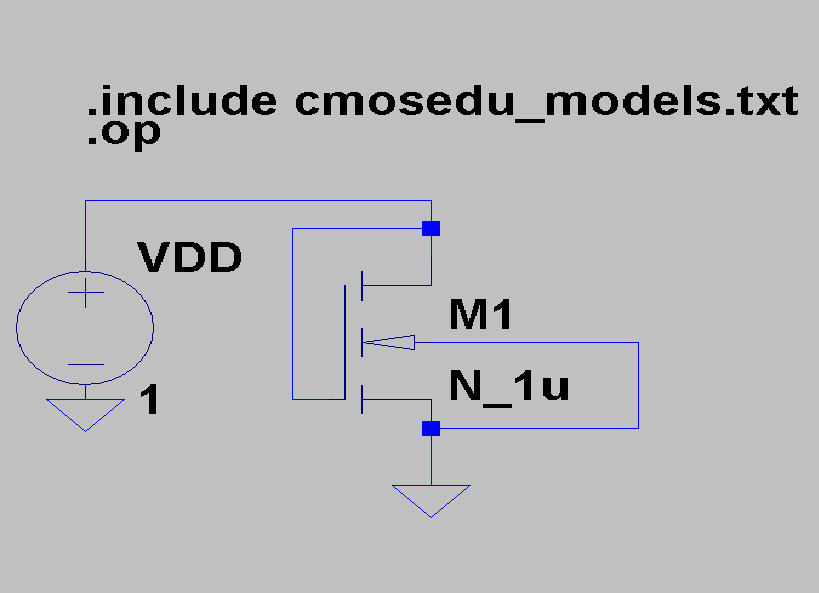 .include cmosedu_models.txt
.op
VDD
M1
N_1u
1